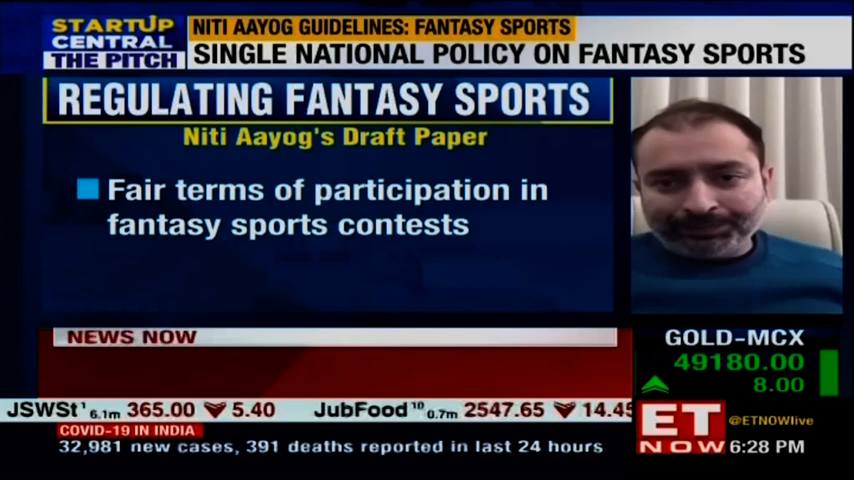 STARTUP
CENTRAL
THE PITCH
NITI AAYOG GUIDELINES: FANTASY SPORTS
SINGLE NATIONAL POLICY ON FANTASY SPORTS
REGULATING FANTASY SPORTS
Niti Aayog's Draft Paper
Fair terms of participation in
fantasy sports contests
NEWS NOW
GOLD-MCX
49180.00
8.00
JSWSt 1 6.1m 365.00 5.40 JubFood 10 0.7m 2547.65 14.45
COVID-19 IN INDIA
32,981 new cases, 391 deaths reported in last 24 hours
ET
NOW
@ETNOWlive
6:28 PM